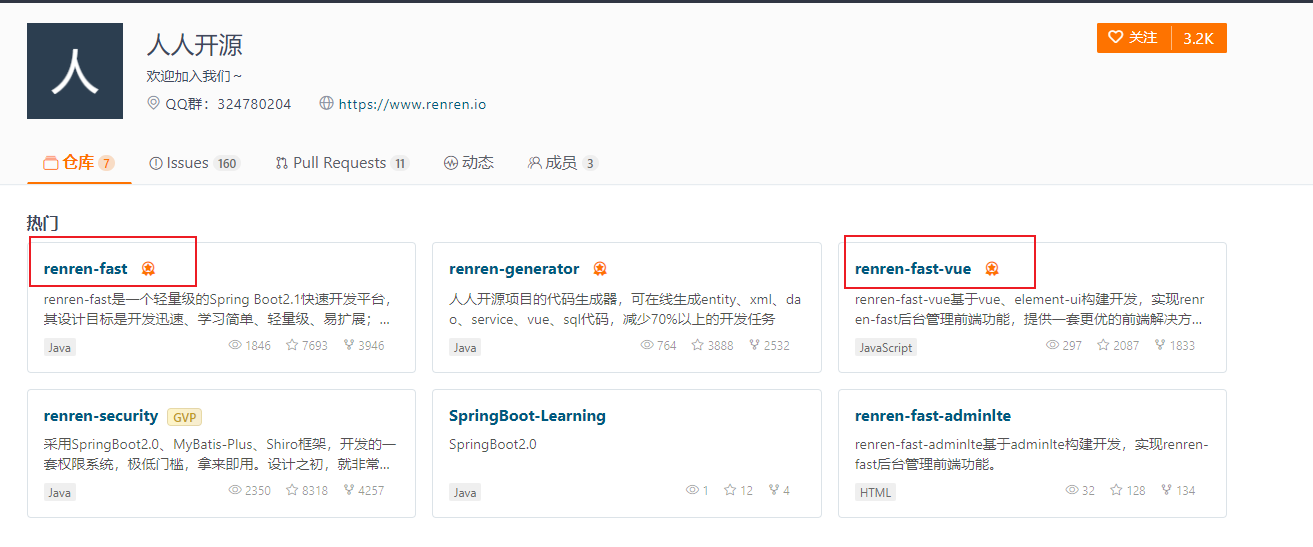 人
人人开源
欢迎加入我们～
QQ群：324780204 https://www.renren.io
关注 3.2K
仓库 7 Issues 160 Pull Requests 11 动态 成员 3
热门
renren-fast
renren-fast是一个轻量级的Spring Boot2.1快速开发平台，
其设计目标是开发迅速、学习简单、轻量级、易扩展；...
Java 1846 7693 3946
renren-generator
人人开源项目的代码生成器，可在线生成entity、xml、da
o、service、vue、sql代码，减少70%以上的开发任务
Java 764 3888 2532
renren-fast-vue
renren-fast-vue基于vue、element-ui构建开发，实现renr
en-fast后台管理前端功能，提供一套更优的前端解决方...
JavaScript 297 2087 1833
renren-security GVP
采用SpringBoot2.0、MyBatis-Plus、Shiro框架，开发的一
套权限系统，极低门槛，拿来即用。设计之初，就非常...
Java 2350 8318 4257
SpringBoot-Learning
SpringBoot2.0
Java 1 12 4
renren-fast-adminlte
renren-fast-adminlte基于adminlte构建开发，实现renren-
fast后台管理前端功能。
HTML 32 128 134